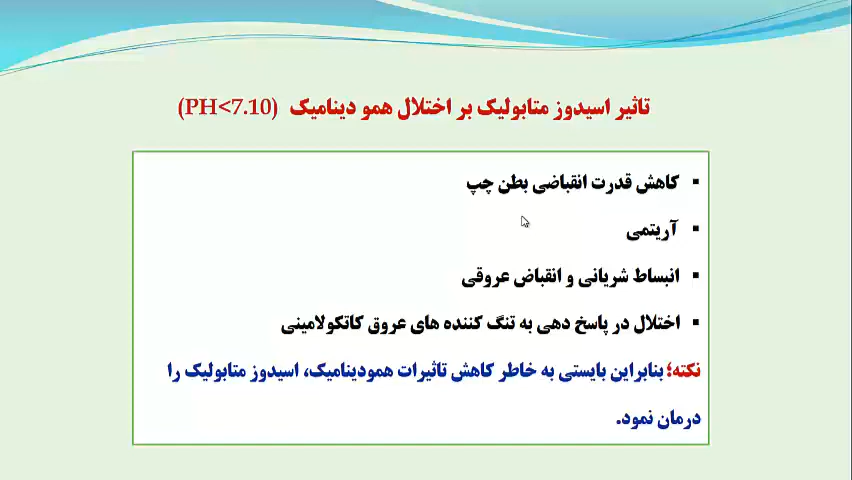 تاثیر اسیدوز متابولیک بر اختلال همو دینامیک (PH<7.10)
▪ کاهش قدرت انقباضی بطن چپ
▪ آریتمی
▪ انبساط شریانی و انقباض عروقی
▪ اختلال در پاسخ دهی به تنگ کننده های عروق کاتکولامینی
نکته؛ بنابراین بایستی به خاطر کاهش تاثیرات همودینامیک، اسیدوز متابولیک را
درمان نمود.